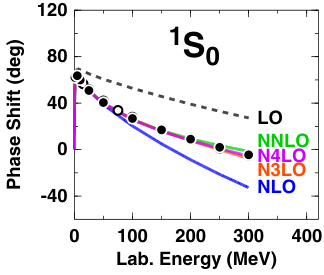 120
80
40
0
-40
Phase Shift (deg)
¹S₀
LO
NNLO
N4LO
N3LO
NLO
0 100 200 300 400
Lab. Energy (MeV)